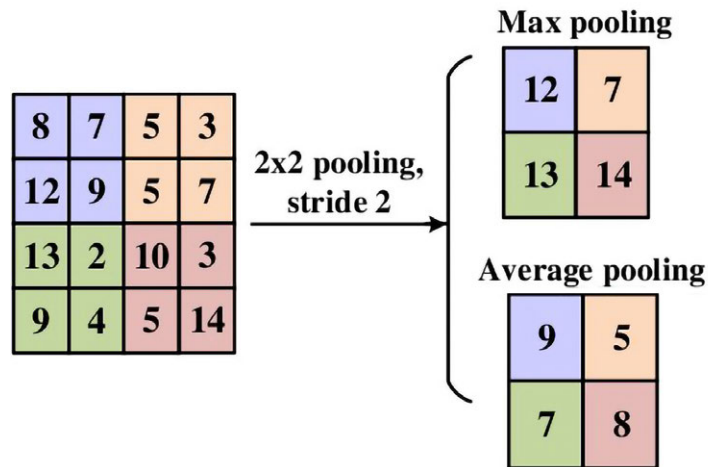 8 7 5 3
12 9 5 7
13 2 10 3
9 4 5 14
2x2 pooling,
stride 2
Max pooling
12 7
13 14
Average pooling
9 5
7 8